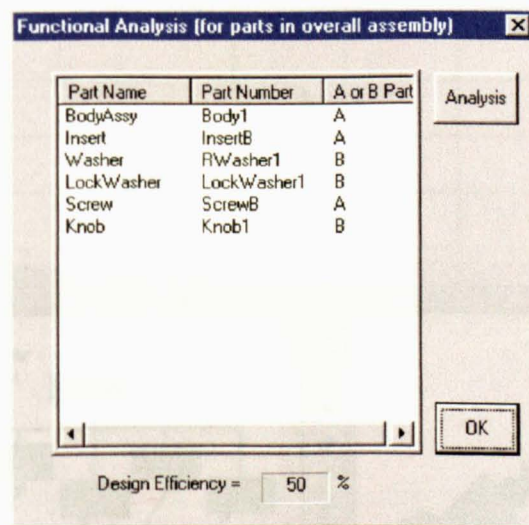 Functional Analysis (for parts in overall assembly)
Part Name Part Number A or B Part
Analysis
BodyAssy Body1 A
Insert InsertB A
Washer RWasher1 B
LockWasher LockWasher1 B
Screw ScrewB A
Knob Knob1 B
OK
Design Efficiency = 50 %